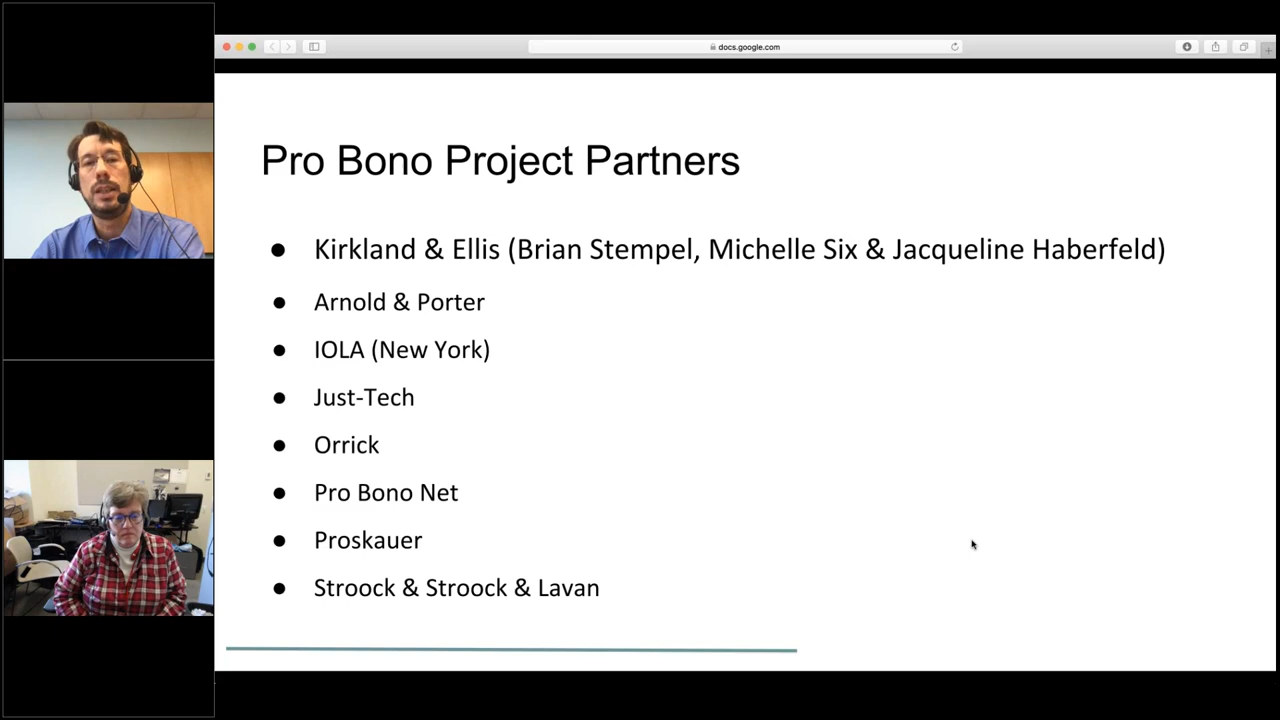 docs.google.com
Pro Bono Project Partners
● Kirkland & Ellis (Brian Stempel, Michelle Six & Jacqueline Haberfeld)
● Arnold & Porter
● IOLA (New York)
● Just-Tech
● Orrick
● Pro Bono Net
● Proskauer
● Stroock & Stroock & Lavan